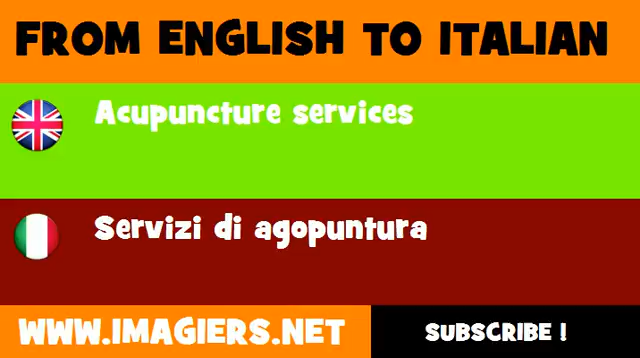 FROM ENGLISH TO ITALIAN
Acupuncture services
Servizi di agopuntura
WWW.IMAGIERS.NET
SUBSCRIBE !